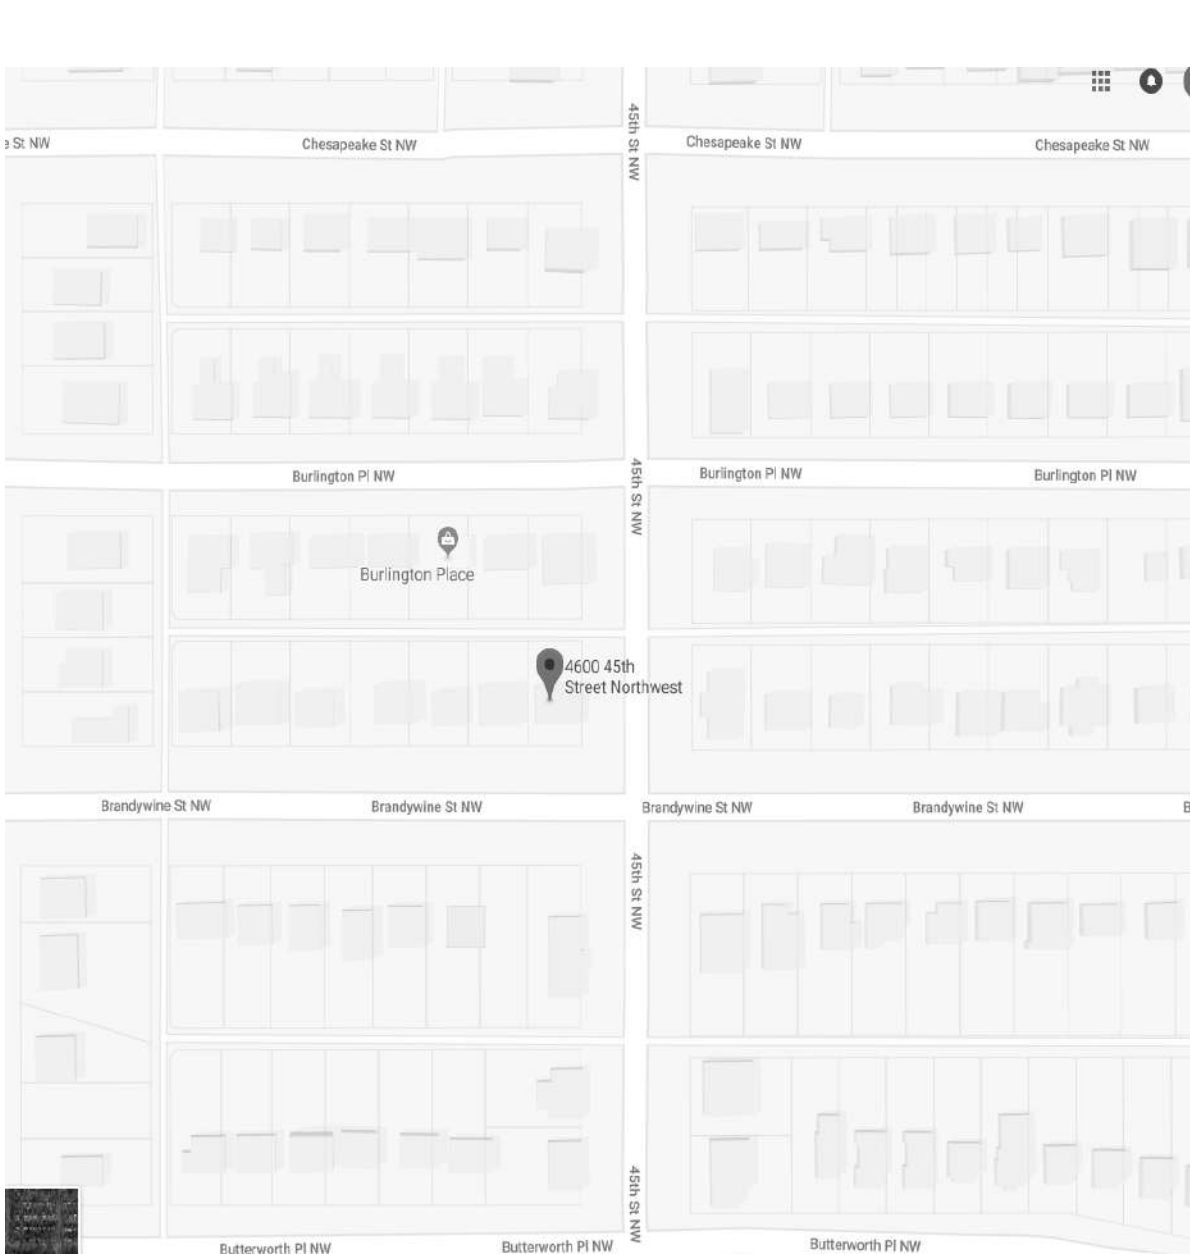 45th St NW
e St NW
Chesapeake St NW
Chesapeake St NW
Chesapeake St NW
Burlington Pl NW
45th St NW
Burlington Pl NW
Burlington Pl NW
Burlington Place
4600 45th
Street Northwest
Brandywine St NW
Brandywine St NW
Brandywine St NW
Brandywine St NW
B
45th St NW
45th St NW
Butterworth Pl NW
Butterworth Pl NW
Butterworth Pl NW